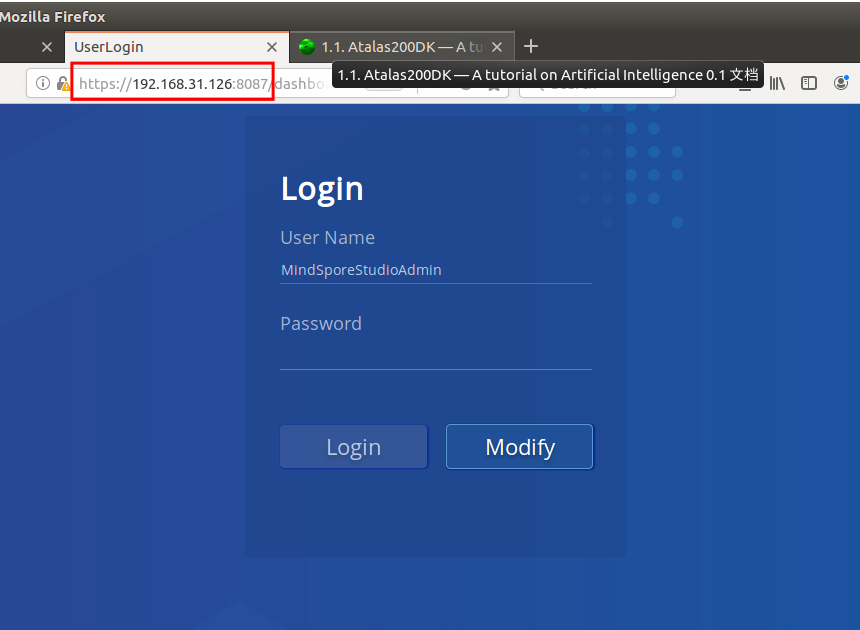 Mozilla Firefox
UserLogin
1.1. Atalas200DK — A tu
https://192.168.31.126:8087/dashbo
1.1. Atalas200DK — A tutorial on Artificial Intelligence 0.1 文档
Login
User Name
MindSporeStudioAdmin
Password
Login Modify